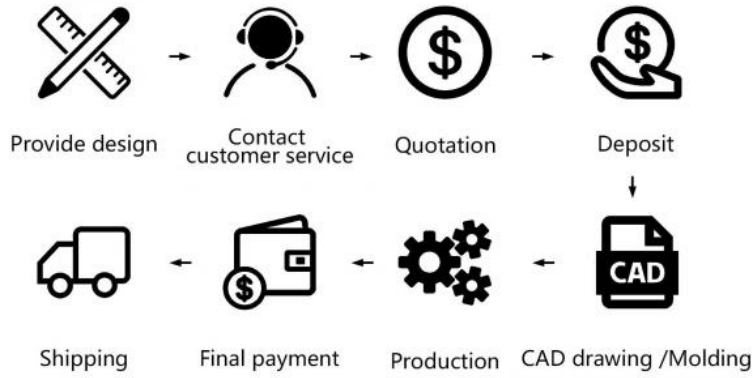 $
$
Provide design
Contact
customer service
Quotation
Deposit
CAD
$
Shipping
Final payment
Production
CAD drawing /Molding